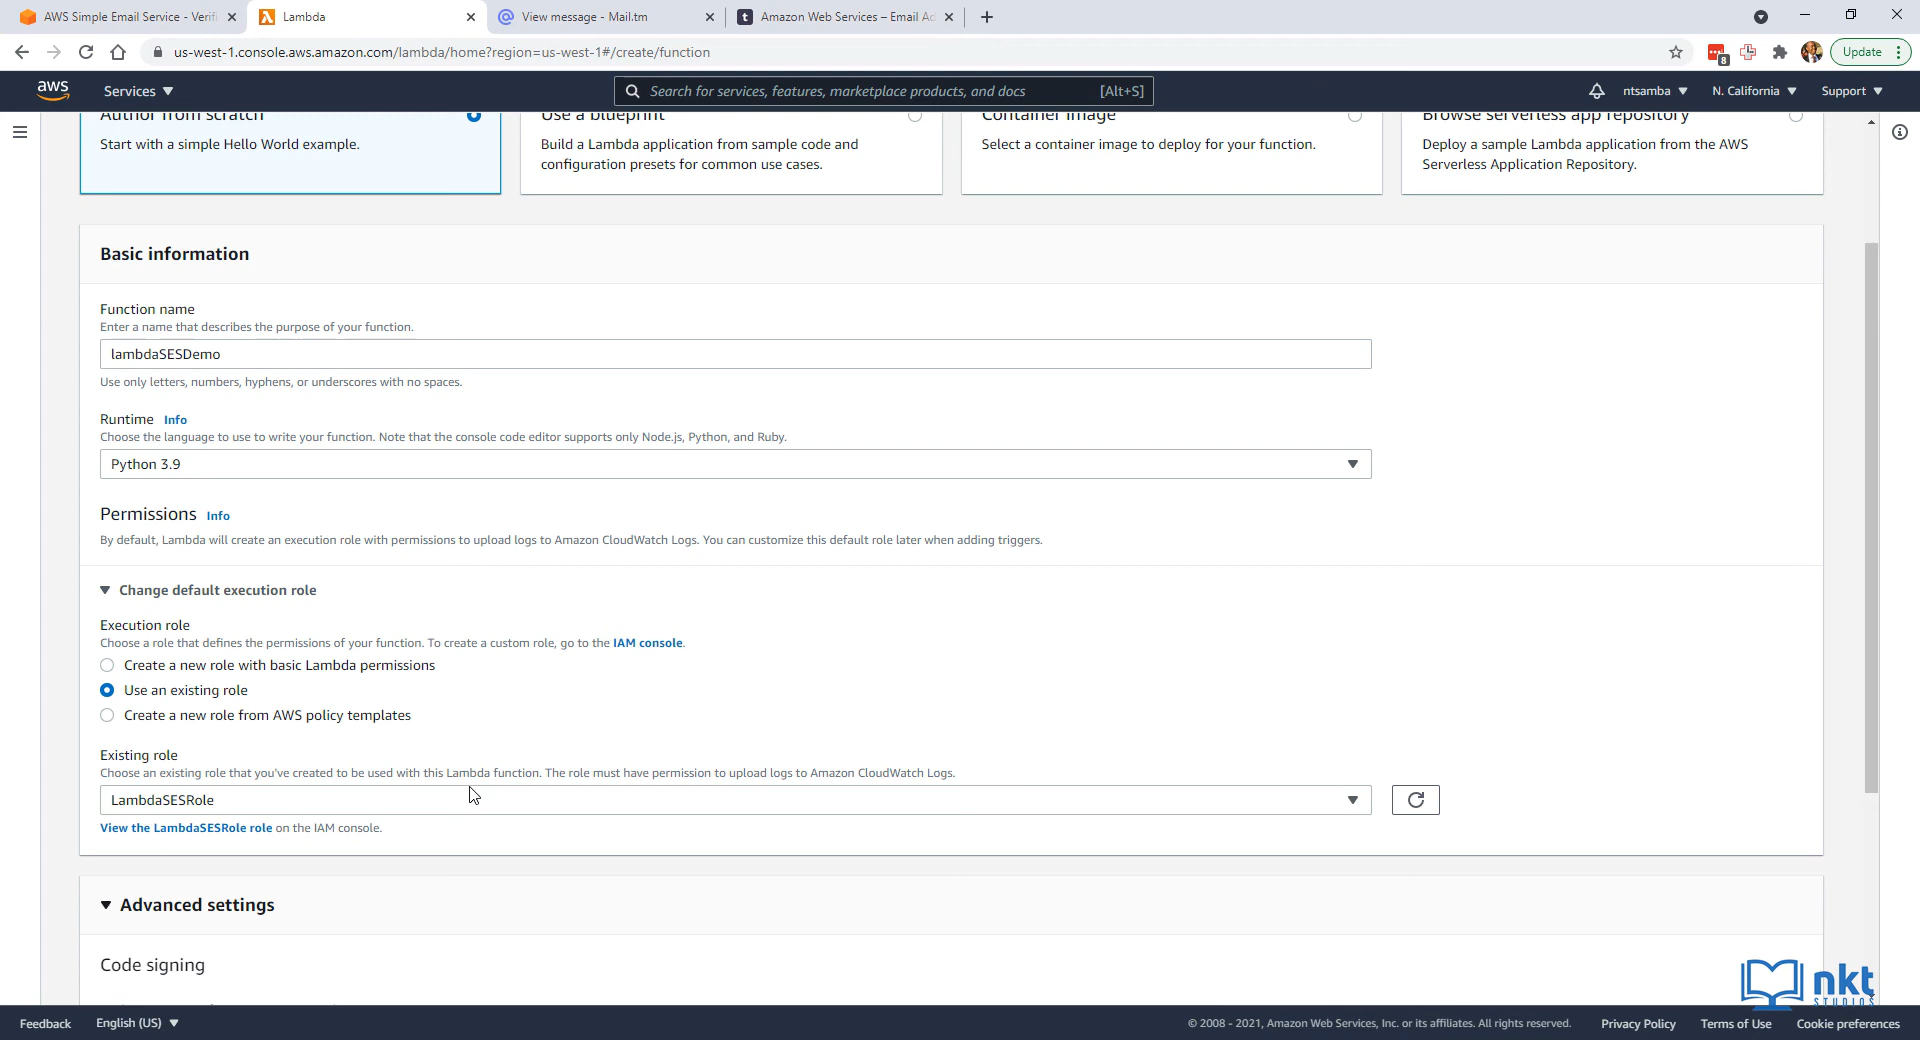 AWS Simple Email Service - Verifi
Lambda
View message - Mail.tm
Amazon Web Services – Email Ad
us-west-1.console.aws.amazon.com/lambda/home?region=us-west-1#/create/function
8
Update
aws
Services
Search for services, features, marketplace products, and docs
[Alt+S]
ntsamba
N. California
Support
Author from scratch
Start with a simple Hello World example.
Use a blueprint
Build a Lambda application from sample code and
configuration presets for common use cases.
Container image
Select a container image to deploy for your function.
Browse serverless app repository
Deploy a sample Lambda application from the AWS
Serverless Application Repository.
Basic information
Function name
Enter a name that describes the purpose of your function.
lambdaSESDemo
Use only letters, numbers, hyphens, or underscores with no spaces.
Runtime Info
Choose the language to use to write your function. Note that the console code editor supports only Node.js, Python, and Ruby.
Python 3.9
Permissions Info
By default, Lambda will create an execution role with permissions to upload logs to Amazon CloudWatch Logs. You can customize this default role later when adding triggers.
Change default execution role
Execution role
Choose a role that defines the permissions of your function. To create a custom role, go to the IAM console.
Create a new role with basic Lambda permissions
Use an existing role
Create a new role from AWS policy templates
Existing role
Choose an existing role that you've created to be used with this Lambda function. The role must have permission to upload logs to Amazon CloudWatch Logs.
LambdaSESRole
View the LambdaSESRole role on the IAM console.
Advanced settings
Code signing
nkt
STUDIOS
Feedback
English (US)
© 2008 - 2021, Amazon Web Services, Inc. or its affiliates. All rights reserved.
Privacy Policy
Terms of Use
Cookie preferences